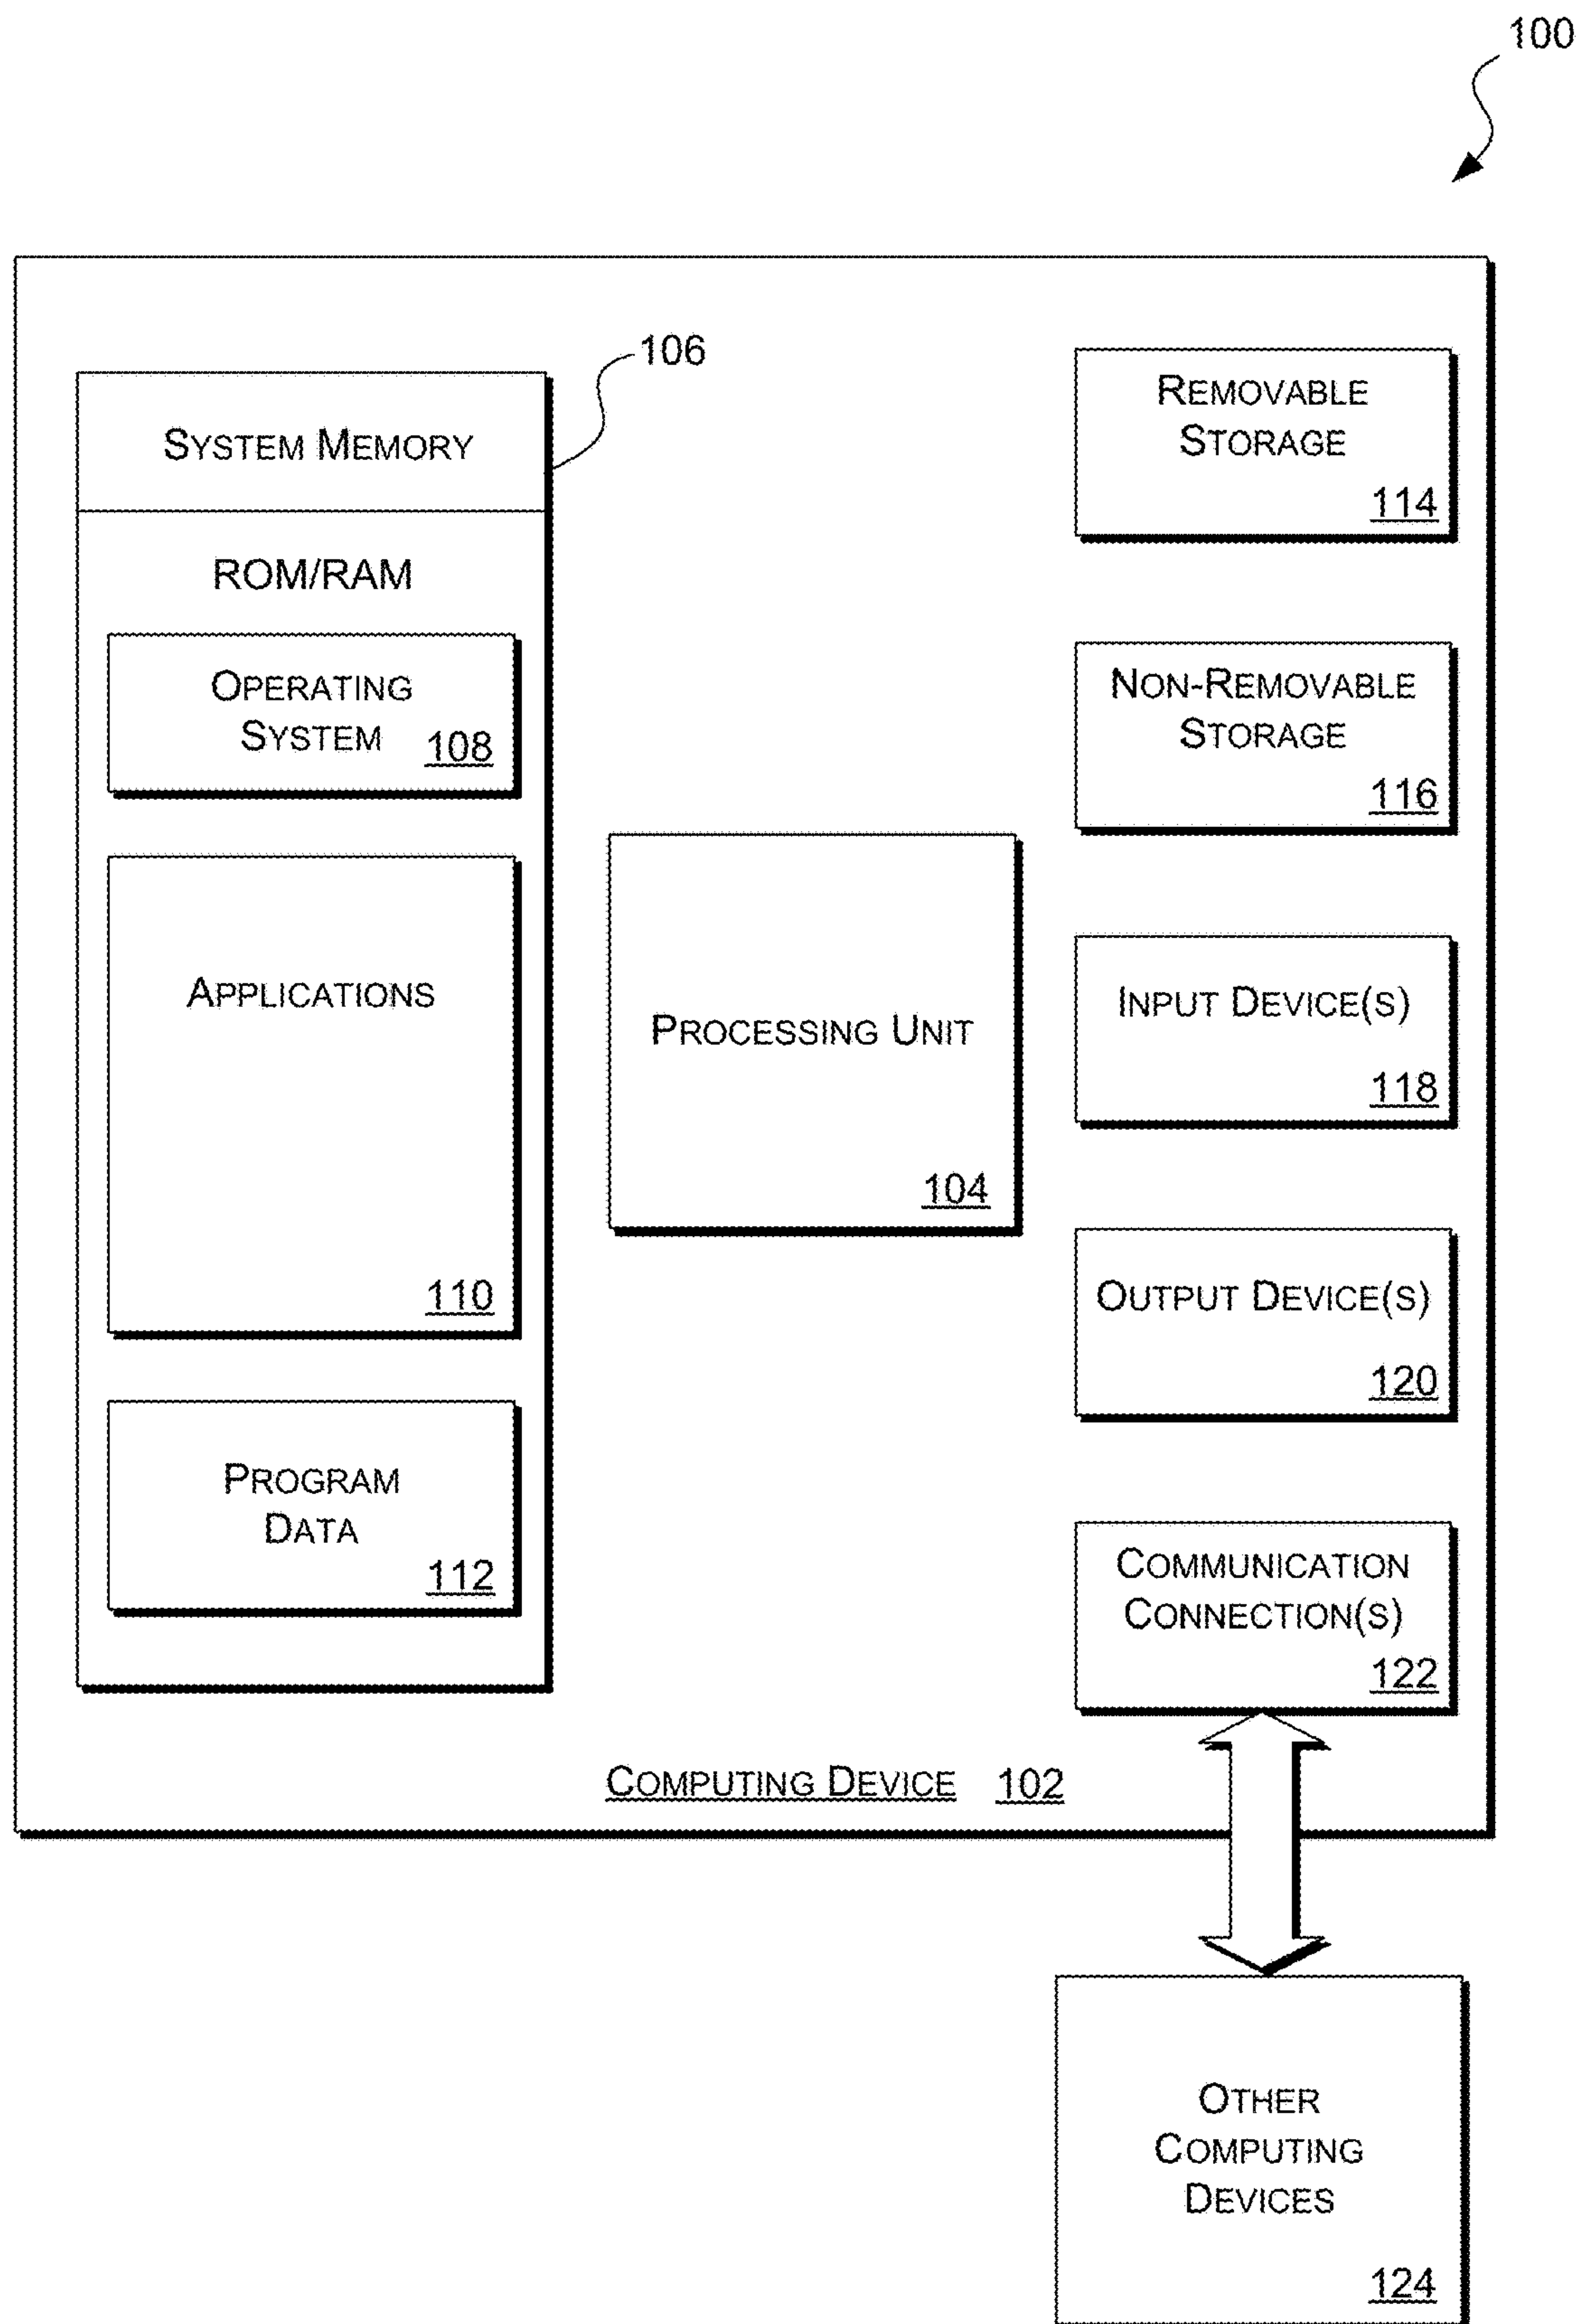 100
106
SYSTEM MEMORY
ROM/RAM
OPERATING
SYSTEM 108
APPLICATIONS
110
PROGRAM
DATA
112
PROCESSING UNIT
104
REMOVABLE
STORAGE
114
NON-REMOVABLE
STORAGE
116
INPUT DEVICE(S)
118
OUTPUT DEVICE(S)
120
COMMUNICATION
CONNECTION(S)
122
COMPUTING DEVICE 102
OTHER
COMPUTING
DEVICES
124